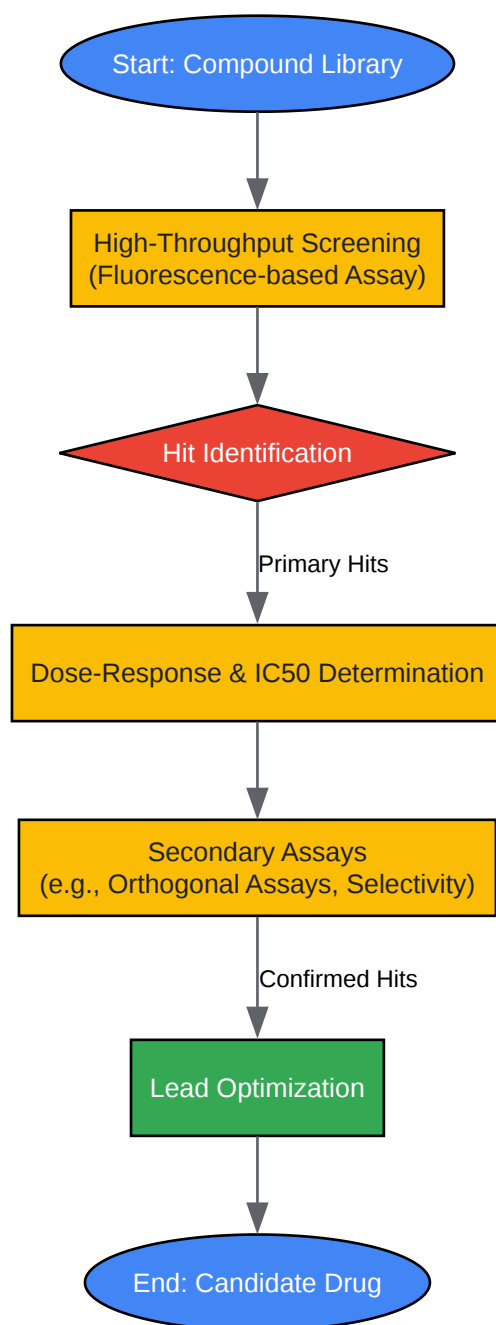 Start: Compound Library
High-Throughput Screening
(Fluorescence-based Assay)
Hit Identification
Primary Hits
Dose-Response & IC50 Determination
Secondary Assays
(e.g., Orthogonal Assays, Selectivity)
Confirmed Hits
Lead Optimization
End: Candidate Drug